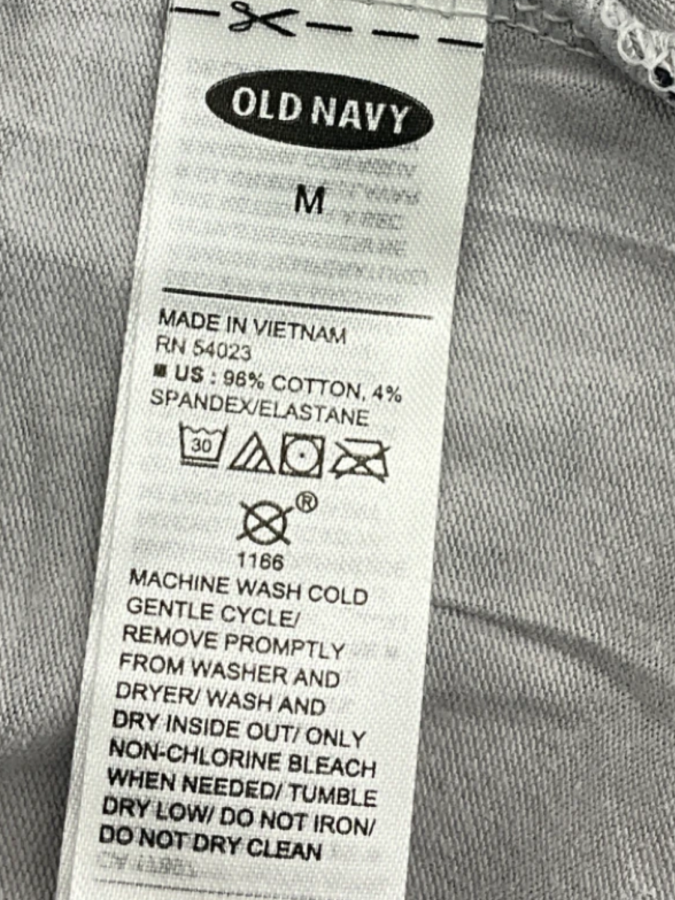 OLD NAVY
M
MADE IN VIETNAM
RN 54023
US : 96% COTTON, 4%
SPANDEX/ELASTANE
30
®
1166
MACHINE WASH COLD
GENTLE CYCLE/
REMOVE PROMPTLY
FROM WASHER AND
DRYER/ WASH AND
DRY INSIDE OUT/ ONLY
NON-CHLORINE BLEACH
WHEN NEEDED/ TUMBLE
DRY LOW/ DO NOT IRON/
DO NOT DRY CLEAN